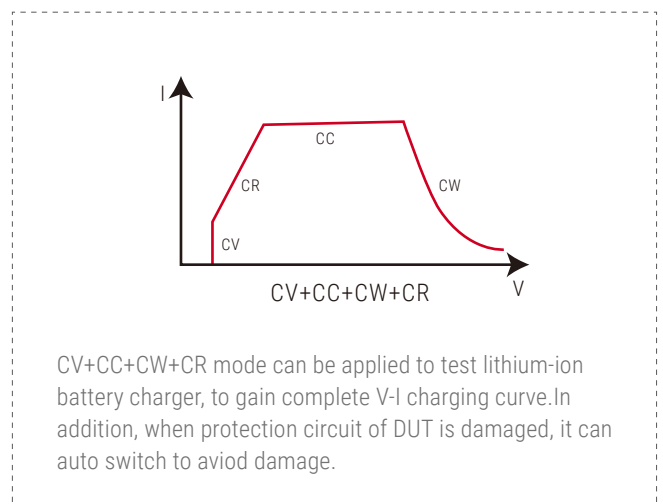 I
CC
CR
CW
CV
V
CV+CC+CW+CR
CV+CC+CW+CR mode can be applied to test lithium-ion
battery charger, to gain complete V-I charging curve.In
addition, when protection circuit of DUT is damaged, it can
auto switch to aviod damage.